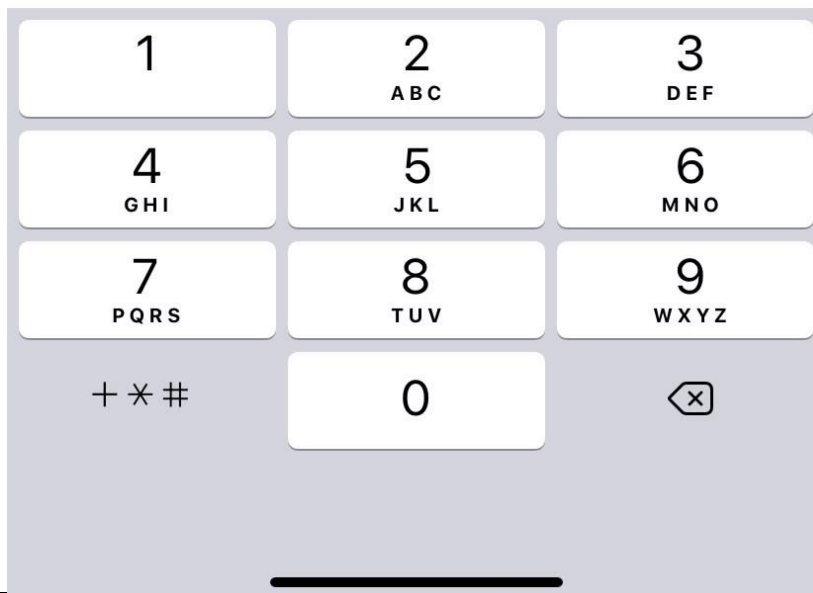 1 2 3
ABC DEF
4 5 6
GHI JKL MNO
7 8 9
PQRS TUV WXYZ
+*# 0